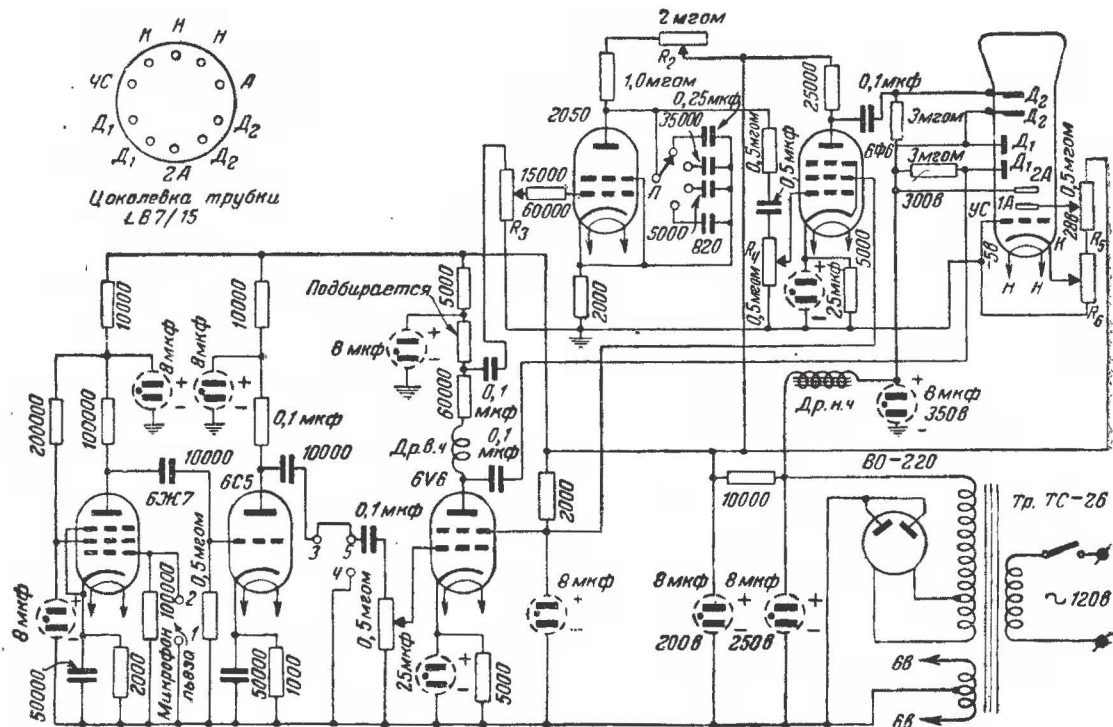 Н
Н
Н
ЧС
А
Д1
Д2
Д1
Д2
2А
Цоколевка трубки
LB7/15
2 мгом
R2
1,0 мгом
2050
0,25 мкф
35000
П
5000
820
15000
60000
R3
2000
0,5 мгом
0,5 мкф
R4
0,5 мгом
25000
0,1 мкф
6Ф6
25 мкф
5000
3 мгом
3 мгом
300в
Д2
Д2
Д1
Д1
2А
1А
УС
-5в
К
Н
Н
0,5 мгом
28в
R5
R6
10000
10000
8 мкф
8 мкф
200000
100000
0,1 мкф
10000
10000
6Ж7
6С5
8 мкф
50000
2000
100000
Микрофон
Пьеза
2
1
0,5 мгом
50000
1000
3
5
4
0,1 мкф
0,5 мгом
5000
Подбирается
8 мкф
60000
0,1
мкф
Др.в.ч
0,1
мкф
6V6
25 мкф
5000
2000
8 мкф
Др.н.ч
8 мкф
350в
10000
8 мкф
200в
8 мкф
250в
ВО-220
Тр. ТС-26
~120в
6в
6в